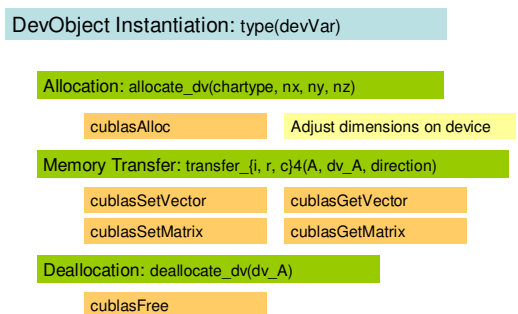 DevObject Instantiation: type(devVar)
Allocation: allocate_dv(chartype, nx, ny, nz)
cublasAlloc
Adjust dimensions on device
Memory Transfer: transfer_{i, r, c}4(A, dv_A, direction)
cublasSetVector
cublasGetVector
cublasSetMatrix
cublasGetMatrix
Deallocation: deallocate_dv(dv_A)
cublasFree